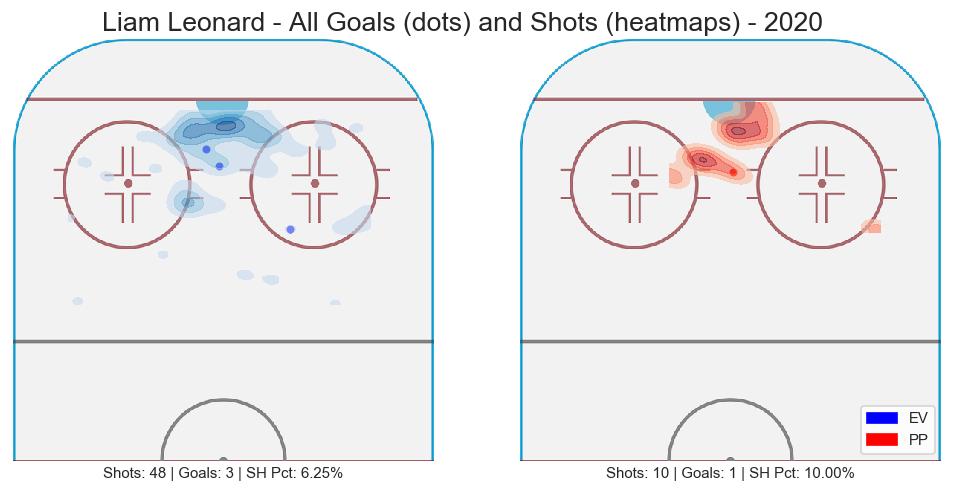 Liam Leonard - All Goals (dots) and Shots (heatmaps) - 2020
EV
PP
Shots: 48 | Goals: 3 | SH Pct: 6.25%
Shots: 10 | Goals: 1 | SH Pct: 10.00%